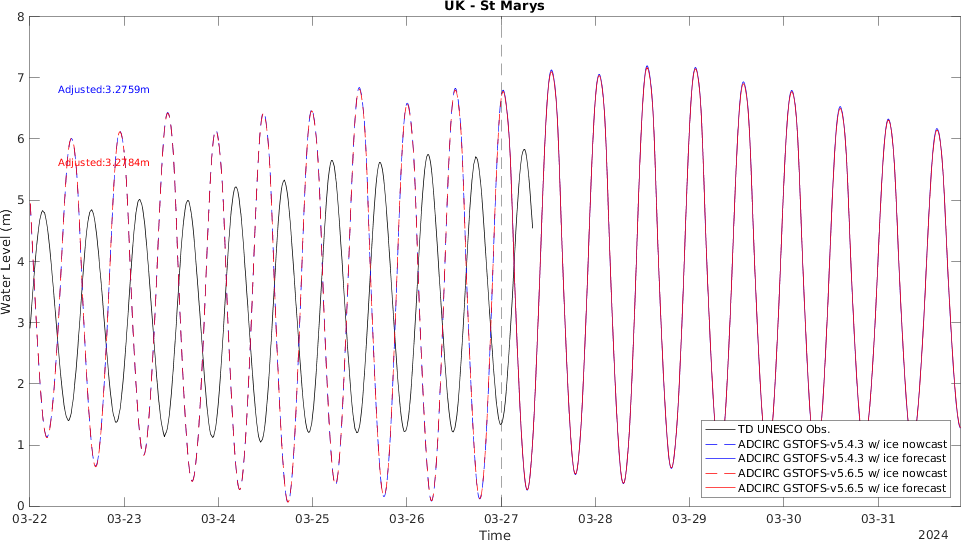 UK - St Marys
8
7
6
5
4
3
2
1
0
Water Level (m)
Adjusted:3.2759m
Adjusted:3.2784m
TD UNESCO Obs.
ADCIRC GSTOFS-v5.4.3 w/ ice nowcast
ADCIRC GSTOFS-v5.4.3 w/ ice forecast
ADCIRC GSTOFS-v5.6.5 w/ ice nowcast
ADCIRC GSTOFS-v5.6.5 w/ ice forecast
03-22 03-23 03-24 03-25 03-26 03-27 03-28 03-29 03-30 03-31
Time
2024